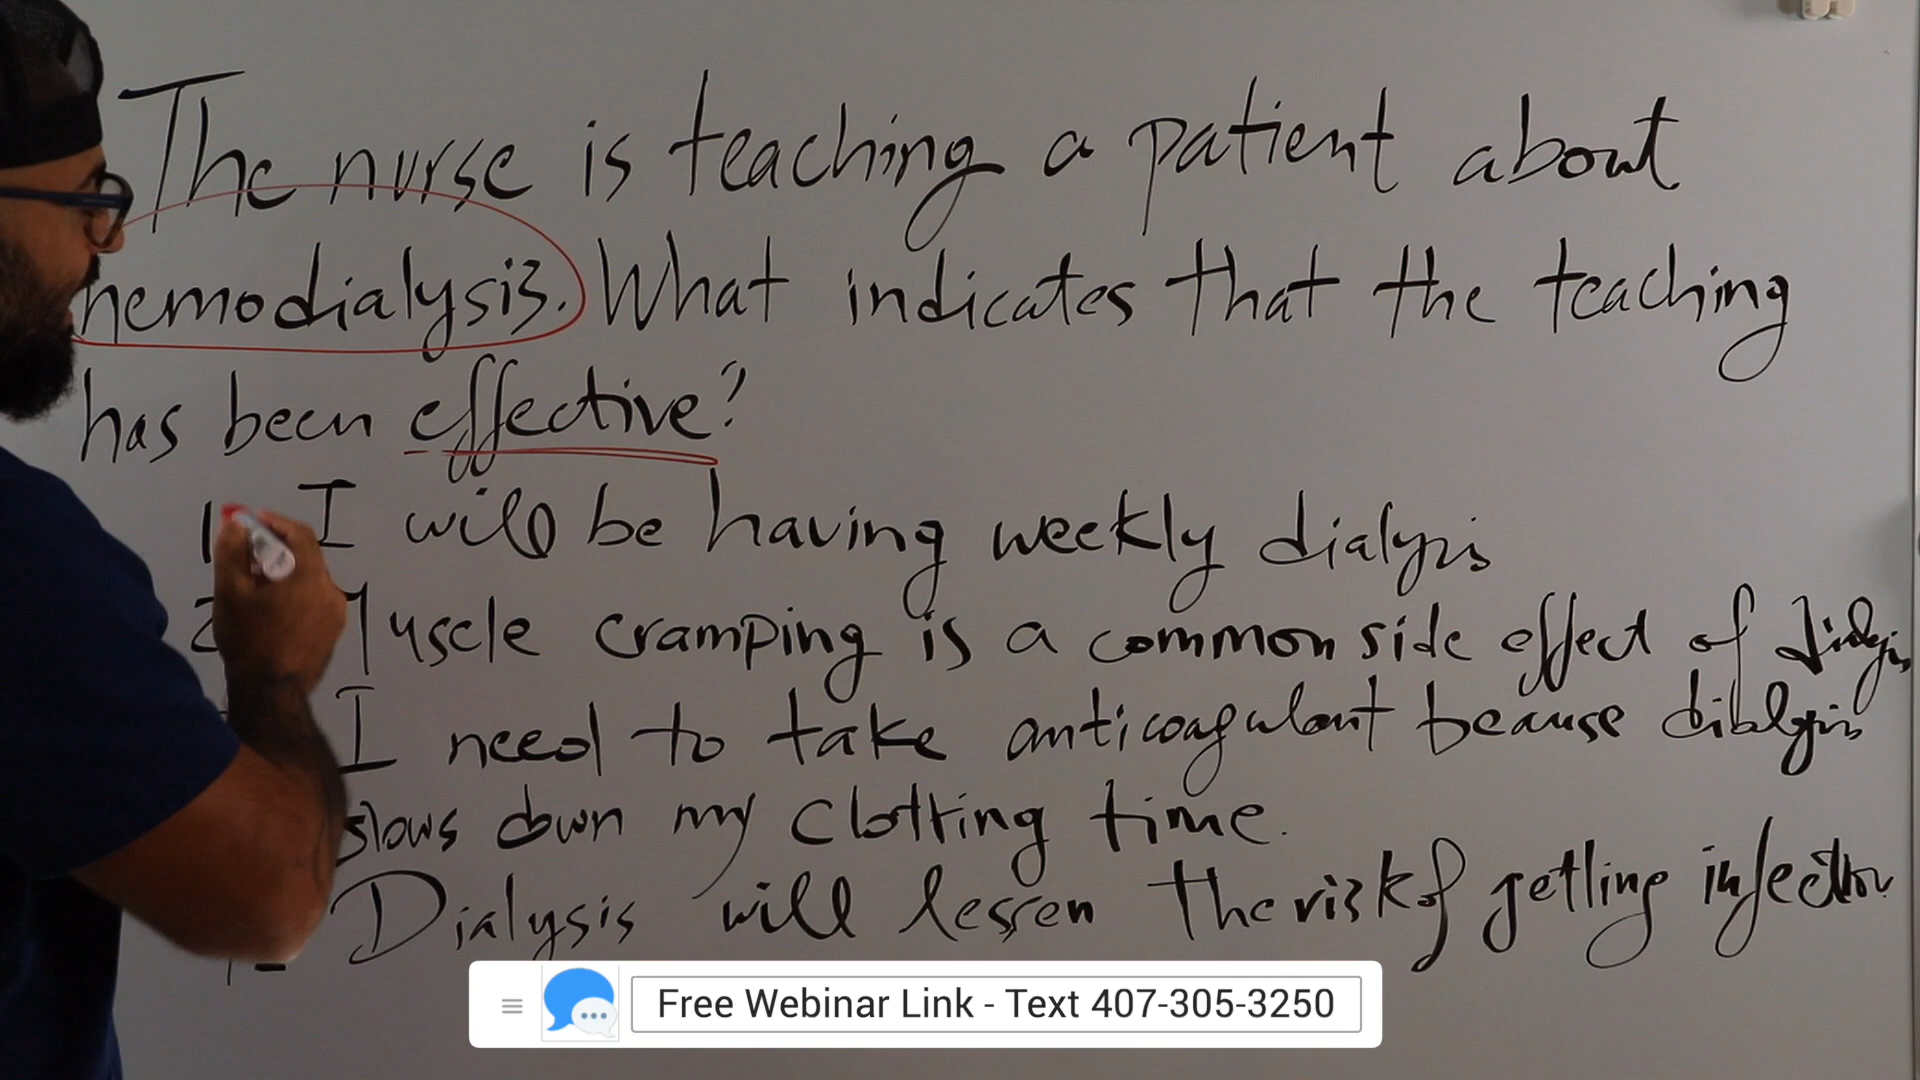 The nurse is teaching a patient about
hemodialysis. What indicates that the teaching
has been effective?
1 I will be having weekly dialysis
2 Muscle cramping is a common side effect of dialysis
I need to take anticoagulant because dialysis
slows down my clotting time.
Dialysis will lessen the risk of getting infection
Free Webinar Link - Text 407-305-3250